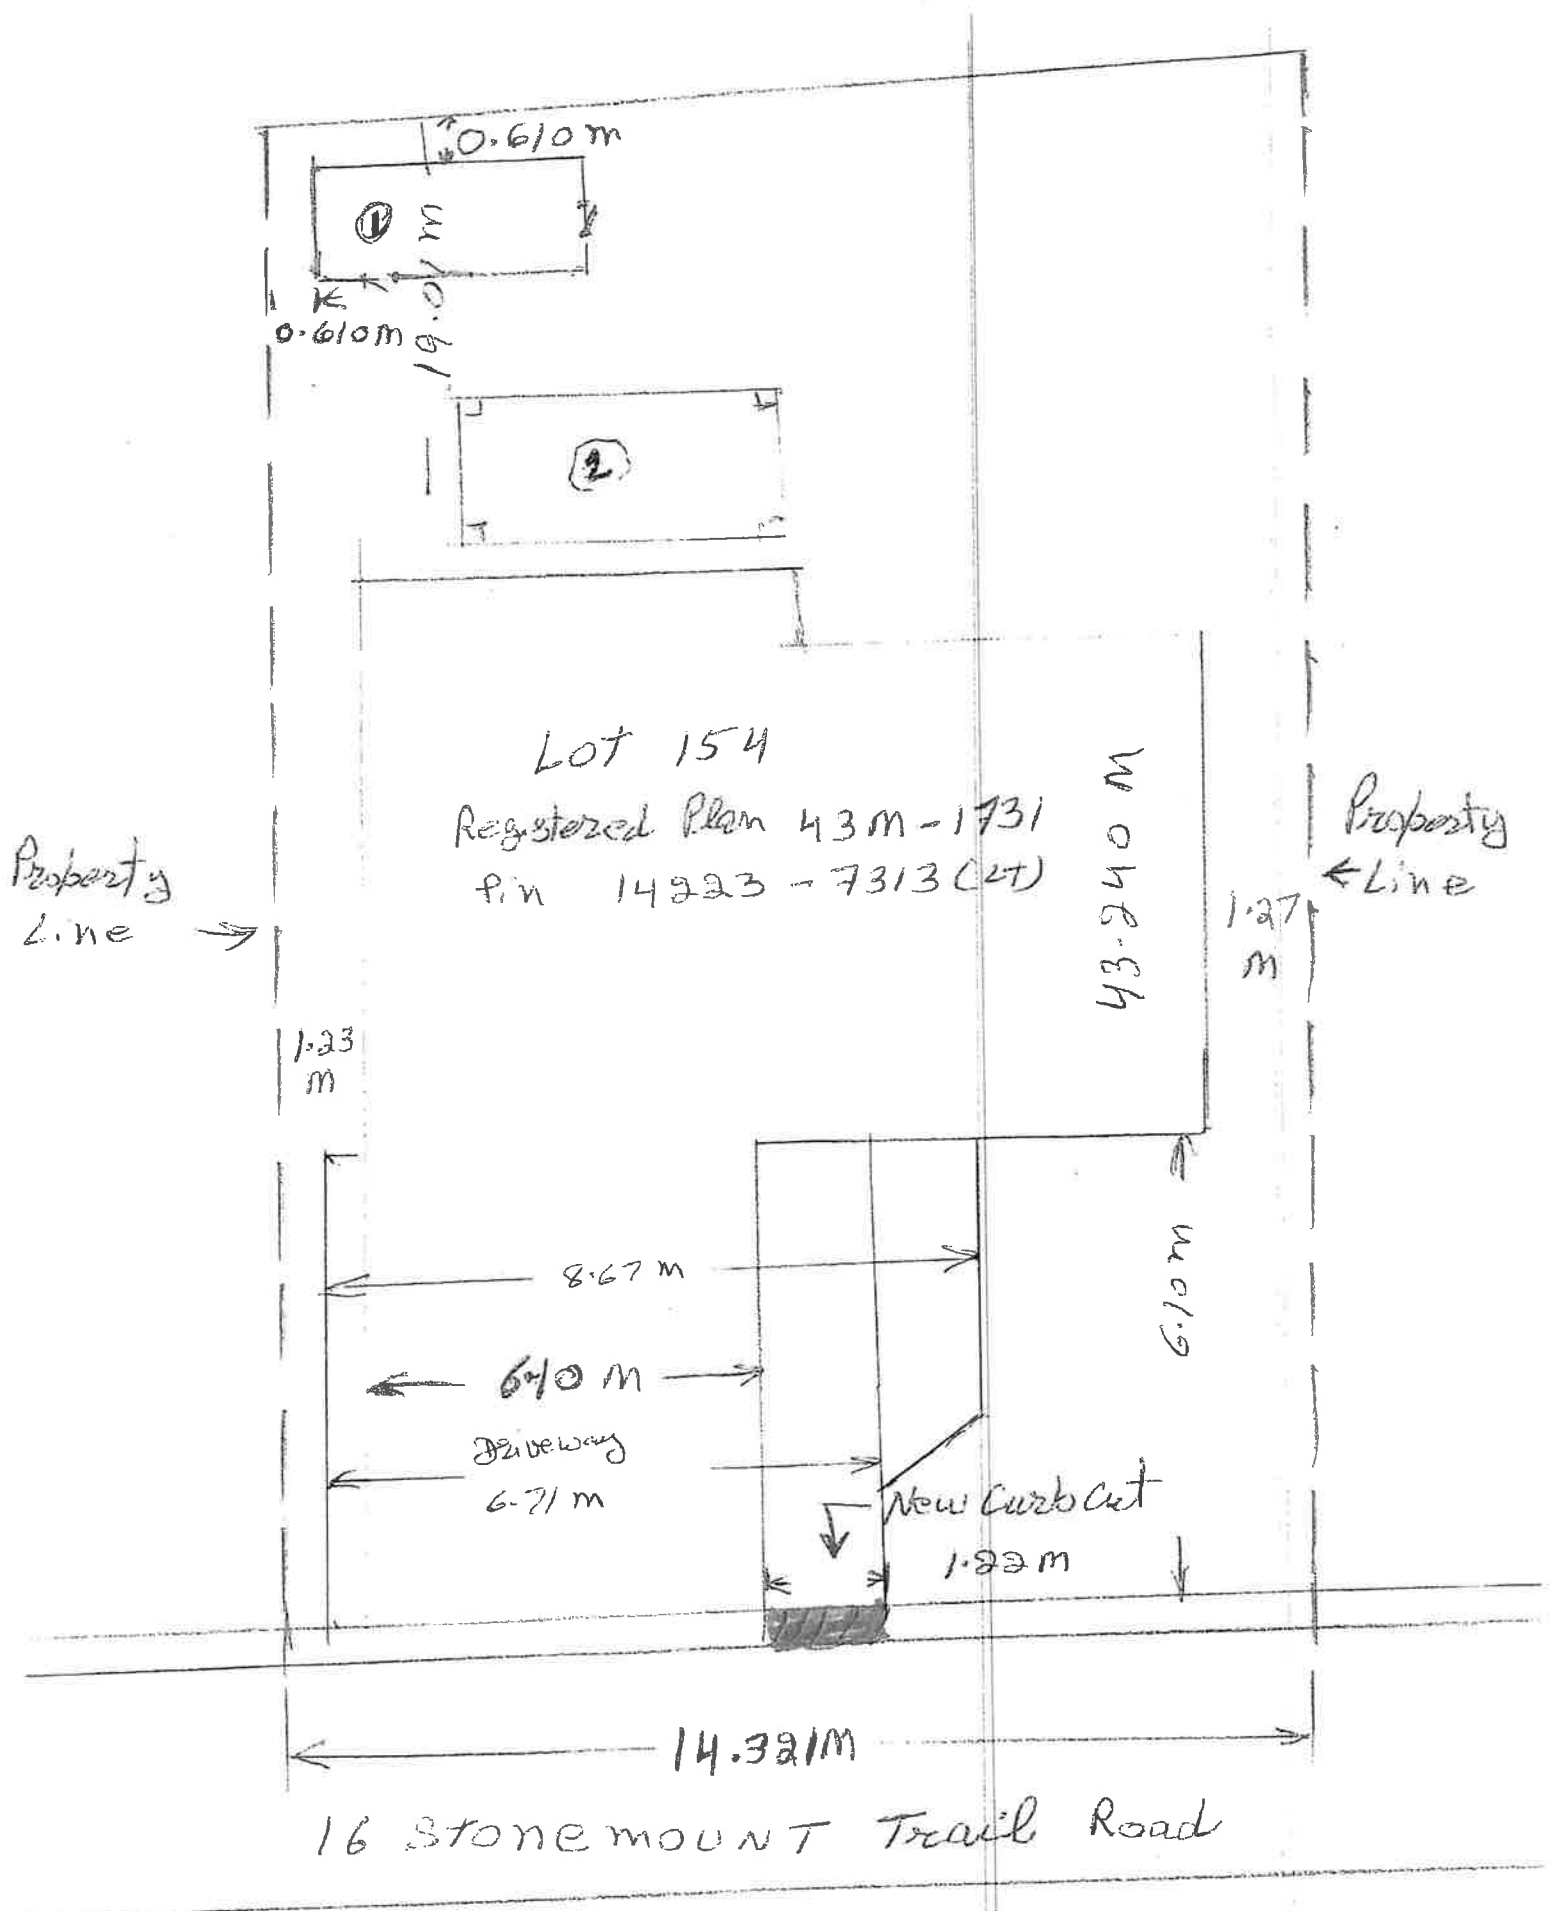 0.610 m
1
19.01 m
0.610 m
2
Lot 154
Registered Plan 43M-1731
Pin 14223-7313 (LT)
Property
Line
Property
Line
43.240 M
1.27
m
1.23
m
8.67 m
6.10 m
6.10 M
Driveway
6.71 m
New Curb Cut
1.22 m
14.321M
16 Stonemount Trail Road